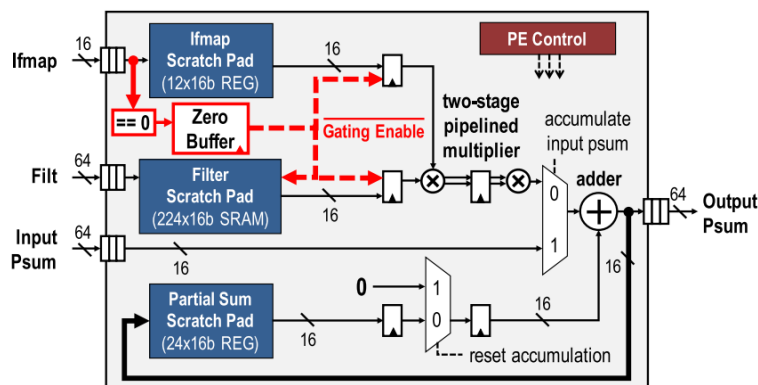 Ifmap
16
Ifmap
Scratch Pad
(12x16b REG)
16
PE Control
== 0
Zero
Buffer
Gating Enable
two-stage
pipelined
multiplier
accumulate
input psum
Filt
64
Filter
Scratch Pad
(224x16b SRAM)
16
0
1
adder
64
Output
Psum
Input
Psum
64
16
16
0
Partial Sum
Scratch Pad
(24x16b REG)
16
1
0
16
reset accumulation